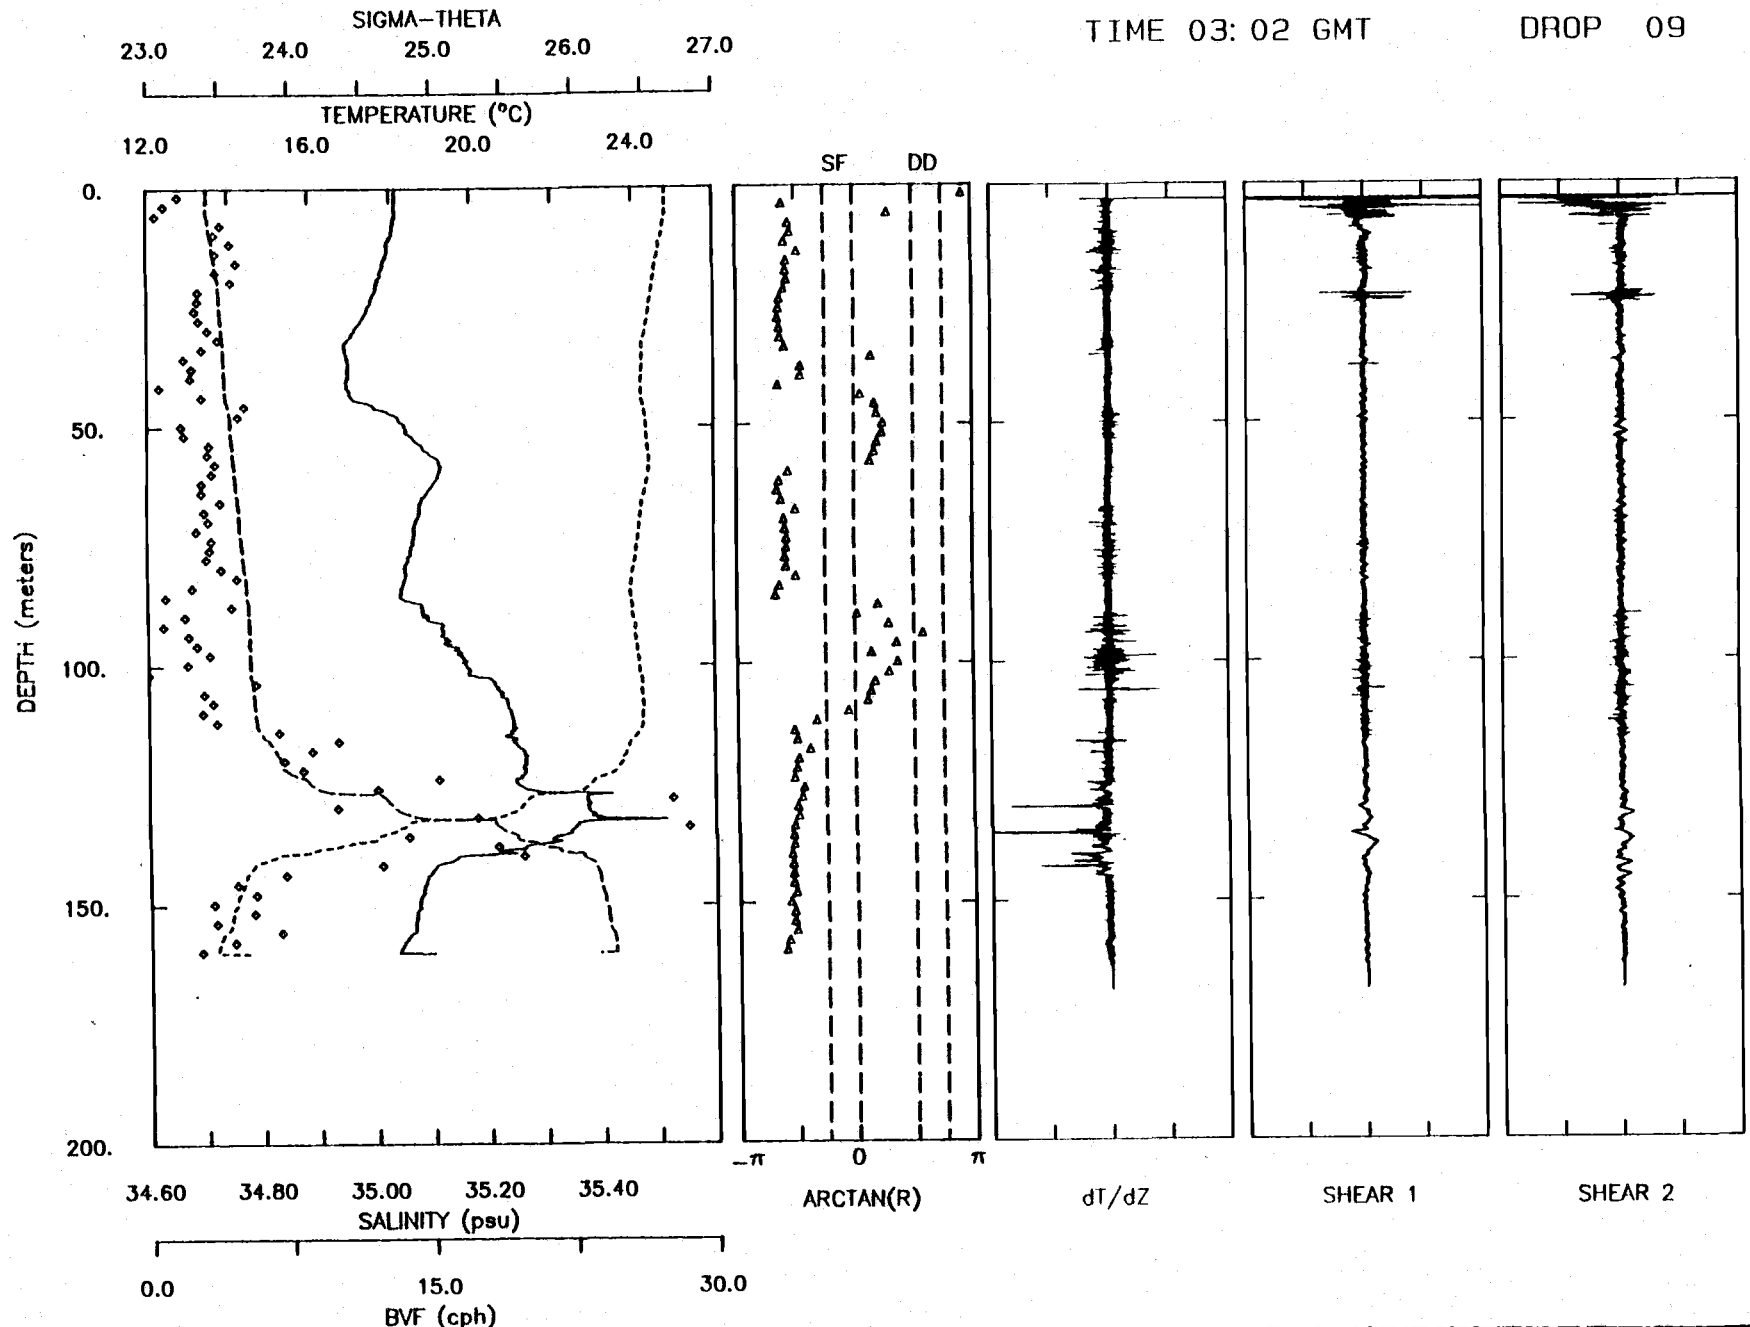 SIGMA-THETA
TIME 03:02 GMT DROP 09
23.0 24.0 25.0 26.0 27.0
TEMPERATURE (°C)
12.0 16.0 20.0 24.0
SF DD
0.
50.
100.
150.
200.
DEPTH (meters)
-π 0 π
34.60 34.80 35.00 35.20 35.40
SALINITY (psu)
ARCTAN(R) dT/dZ SHEAR 1 SHEAR 2
0.0 15.0 30.0
BVF (cph)